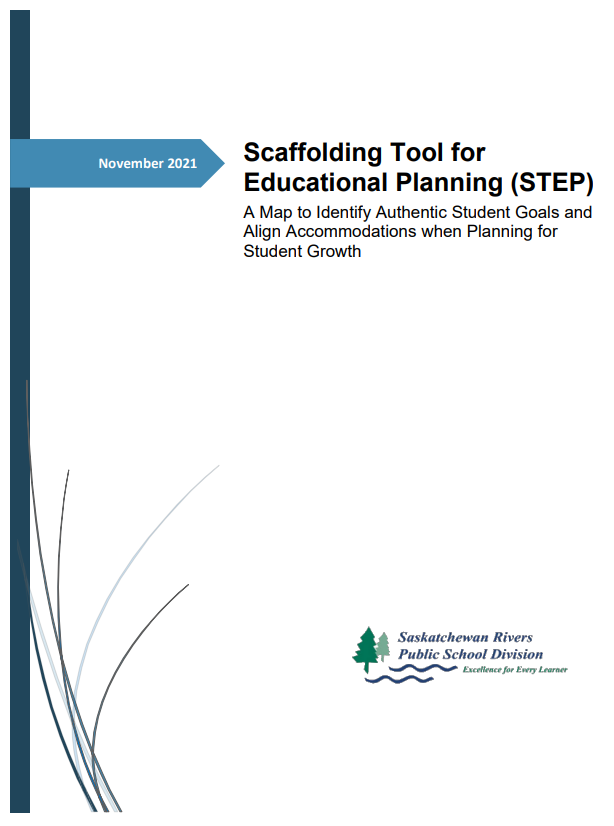 November 2021
Scaffolding Tool for
Educational Planning (STEP)
A Map to Identify Authentic Student Goals and
Align Accommodations when Planning for
Student Growth
Saskatchewan Rivers
Public School Division
Excellence for Every Learner